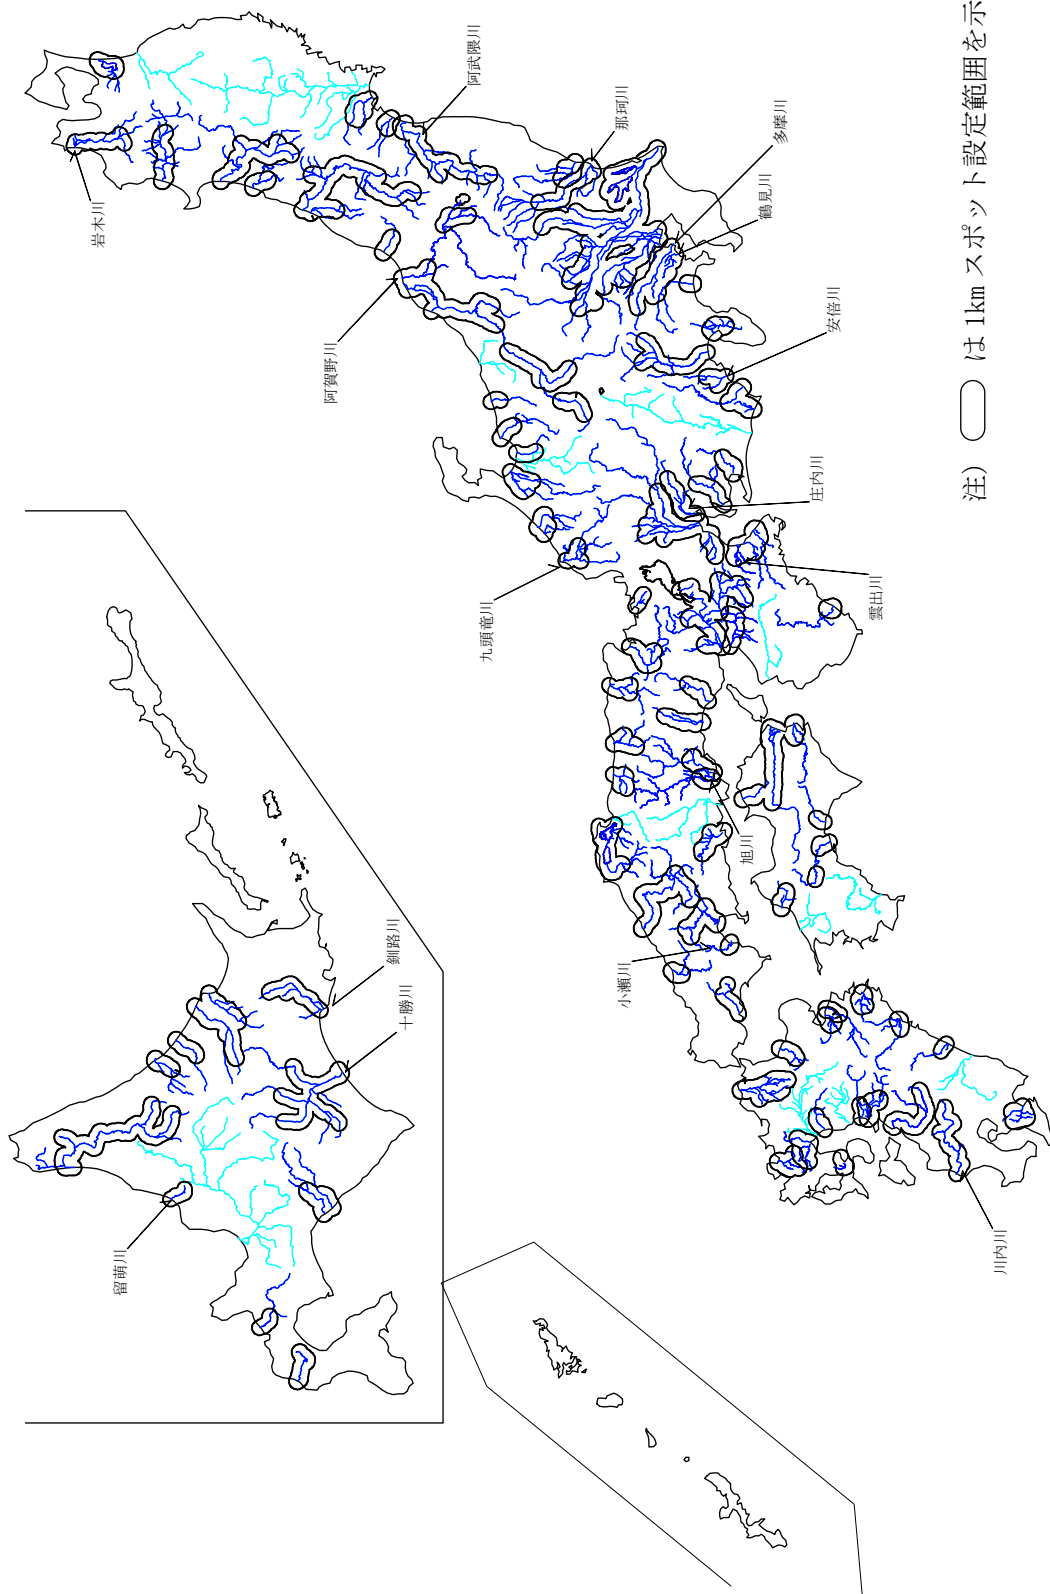 留萌川
釧路川
十勝川
岩木川
阿武隈川
那珂川
多摩川
鶴見川
阿賀野川
安倍川
庄内川
九頭竜川
雲出川
旭川
小瀬川
川内川
注) は 1km スポット設定範囲を示